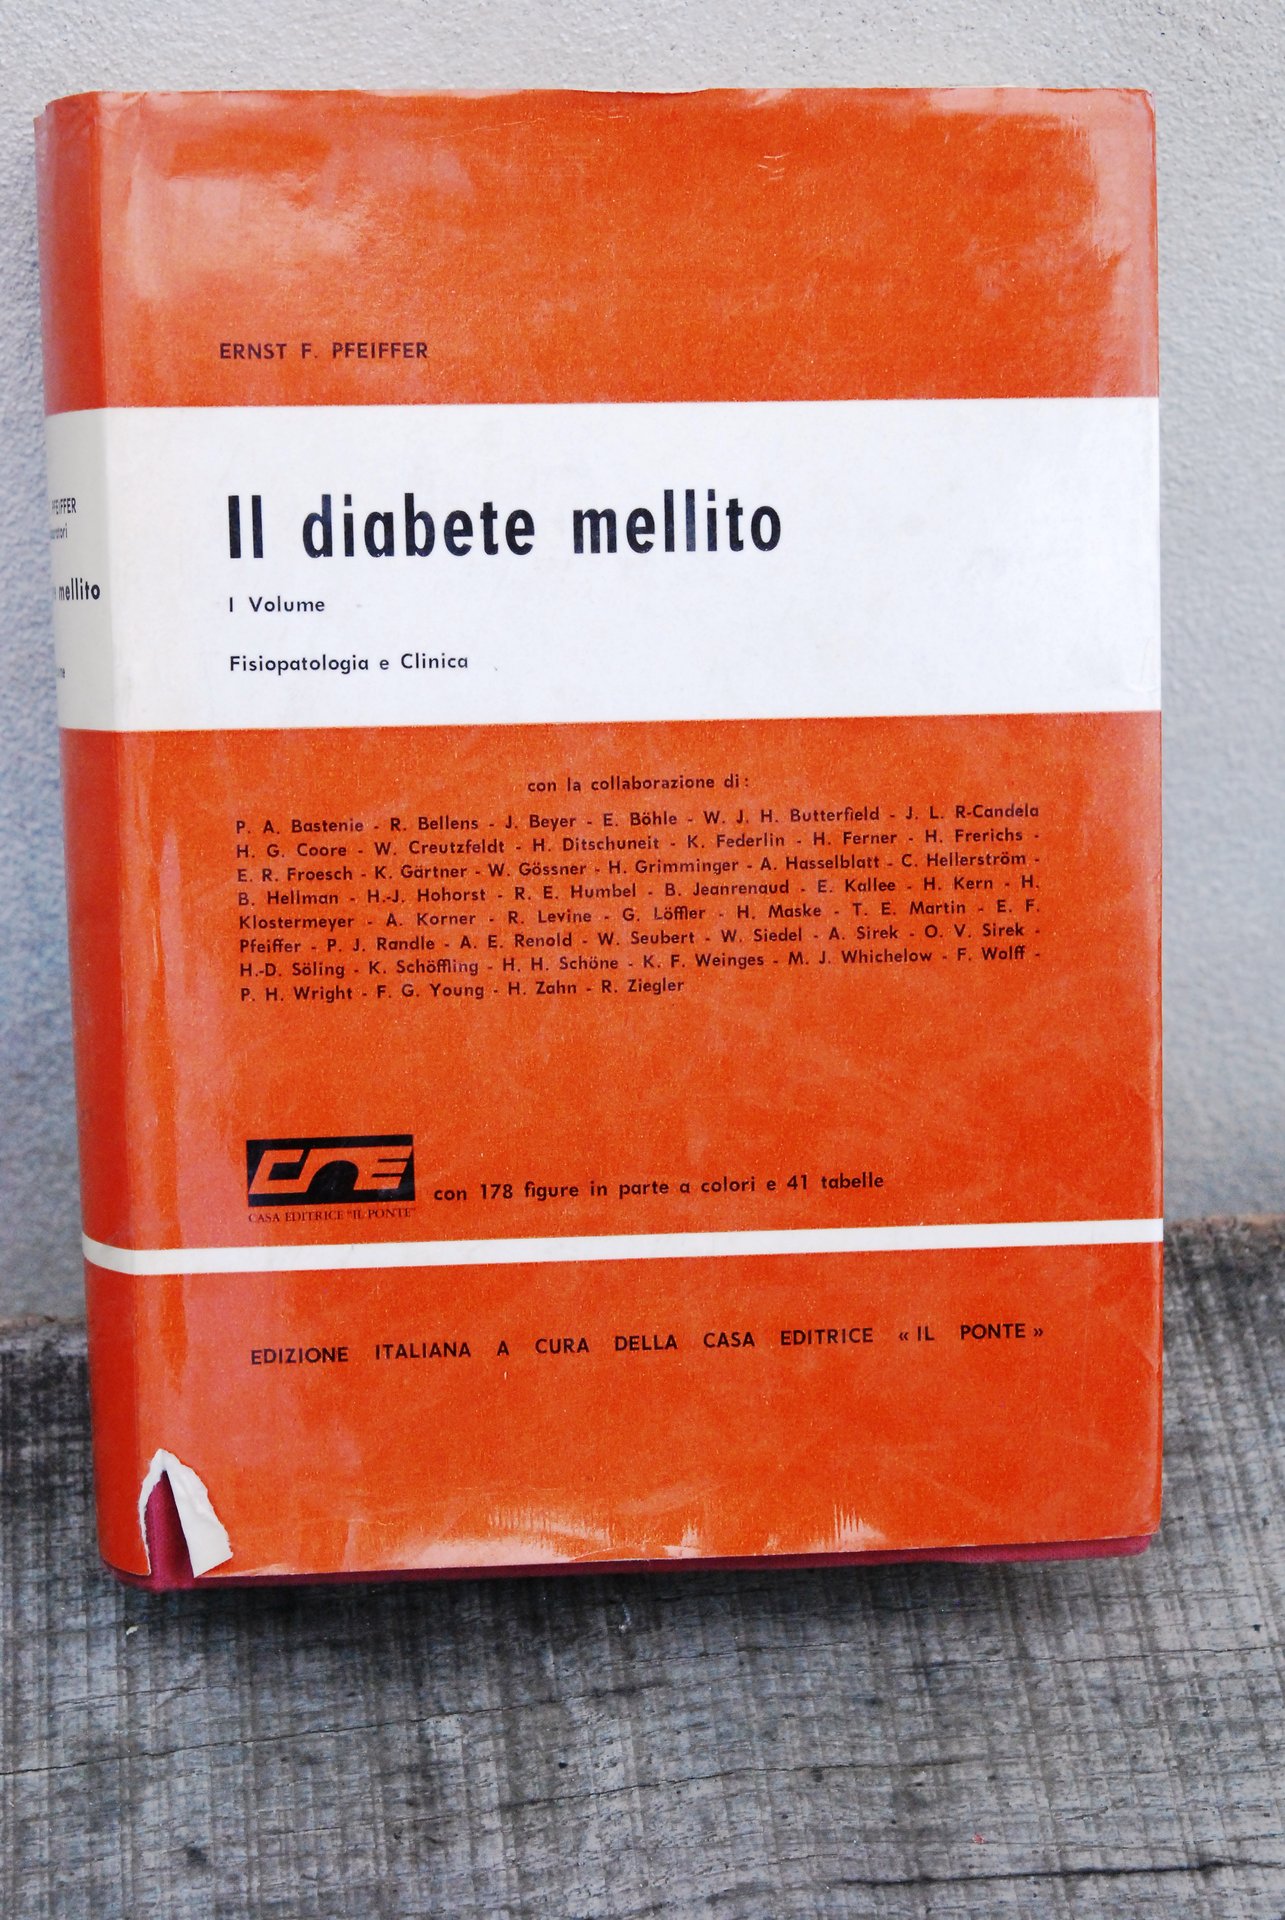 ERNST F. PFEIFFER
Il diabete mellito
I Volume
Fisiopatologia e Clinica
con la collaborazione di:
P. A. Bastenie - R. Bellens - J. Beyer - E. Böhle - W. J. H. Butterfield - J. L. R-Candela
H. G. Coore - W. Creutzfeldt - H. Ditschuneit - K. Federlin - H. Ferner - H. Frerichs -
E. R. Froesch - K. Gärtner - W. Gössner - H. Grimminger - A. Hasselblatt - C. Hellerström -
B. Hellman - H.-J. Hohorst - R. E. Humbel - B. Jeanrenaud - E. Kallee - H. Kern - H.
Klostermeyer - A. Korner - R. Levine - G. Löffler - H. Maske - T. E. Martin - E. F.
Pfeiffer - P. J. Randle - A. E. Renold - W. Seubert - W. Siedel - A. Sirek - O. V. Sirek -
H.-D. Söling - K. Schöffling - H. H. Schöne - K. F. Weinges - M. J. Whichelow - F. Wolff -
P. H. Wright - F. G. Young - H. Zahn - R. Ziegler
CASA EDITRICE "IL PONTE"
con 178 figure in parte a colori e 41 tabelle
EDIZIONE ITALIANA A CURA DELLA CASA EDITRICE « IL PONTE »
PFEIFFER
mellito